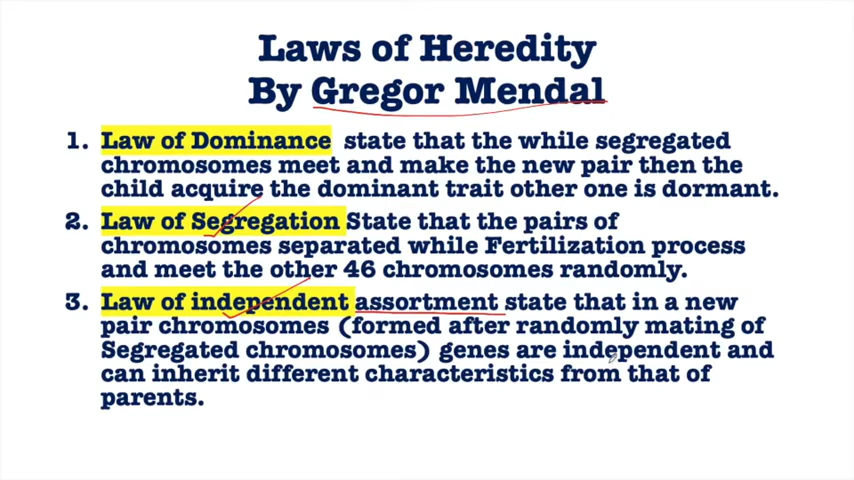 Laws of Heredity
By Gregor Mendal
1. Law of Dominance state that the while segregated
chromosomes meet and make the new pair then the
child acquire the dominant trait other one is dormant.
2. Law of Segregation State that the pairs of
chromosomes separated while Fertilization process
and meet the other 46 chromosomes randomly.
3. Law of independent assortment state that in a new
pair chromosomes (formed after randomly mating of
Segregated chromosomes) genes are independent and
can inherit different characteristics from that of
parents.